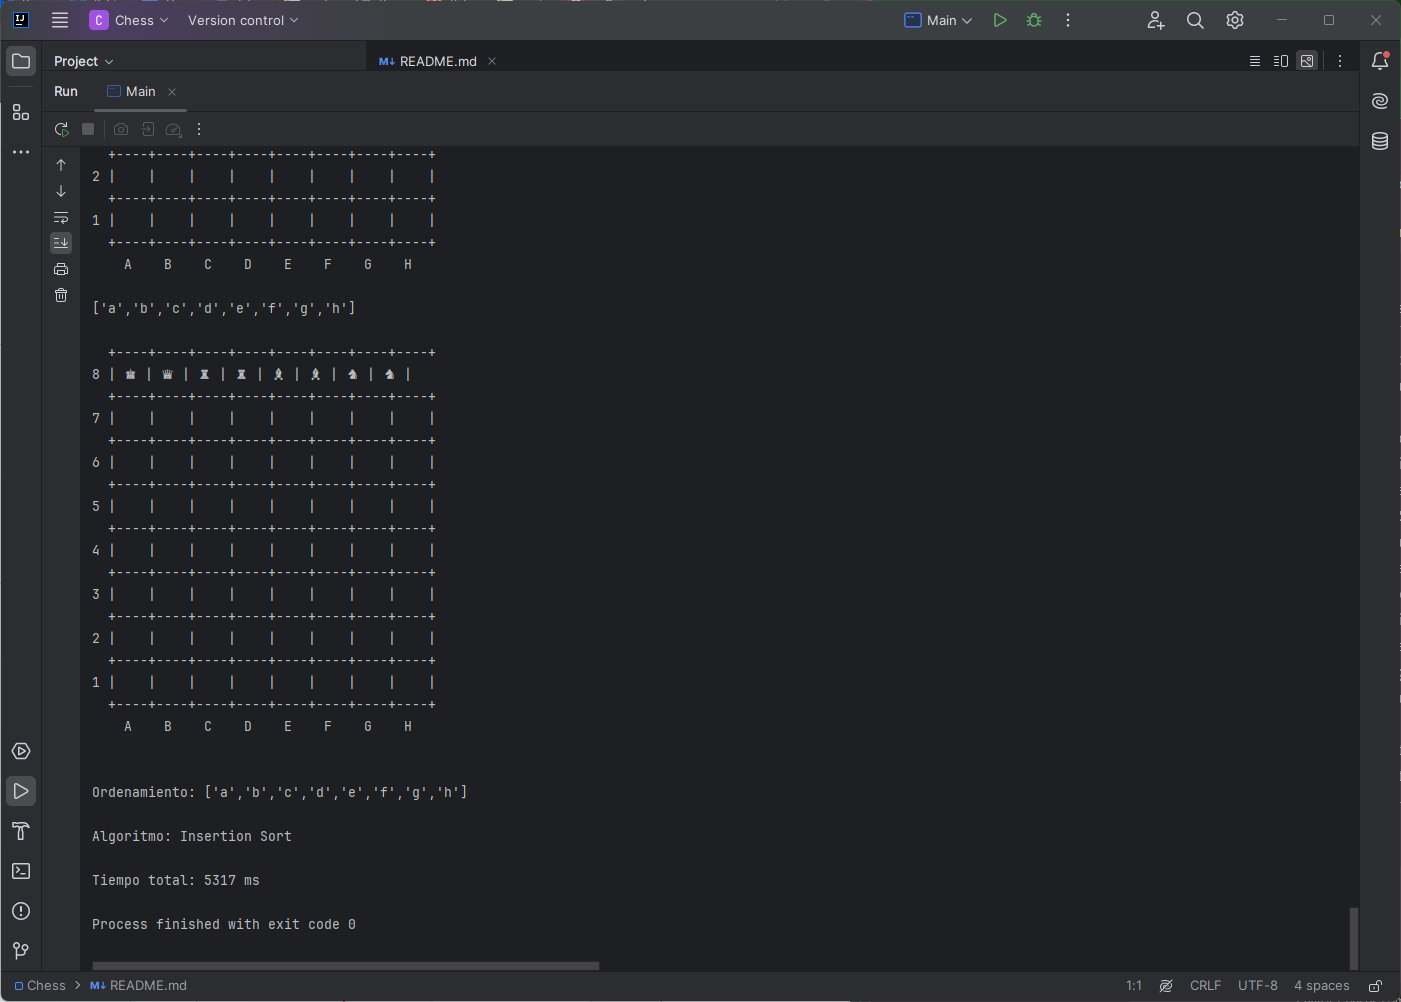 C Chess Version control Main
Project README.md
Run Main
+----+----+----+----+----+----+----+----+
2 |    |    |    |    |    |    |    |    |
+----+----+----+----+----+----+----+----+
1 |    |    |    |    |    |    |    |    |
+----+----+----+----+----+----+----+----+
A B C D E F G H
['a','b','c','d','e','f','g','h']
+----+----+----+----+----+----+----+----+
8 | ♚ | ♛ | ♜ | ♜ | ♝ | ♝ | ♞ | ♞ |
+----+----+----+----+----+----+----+----+
7 |    |    |    |    |    |    |    |    |
+----+----+----+----+----+----+----+----+
6 |    |    |    |    |    |    |    |    |
+----+----+----+----+----+----+----+----+
5 |    |    |    |    |    |    |    |    |
+----+----+----+----+----+----+----+----+
4 |    |    |    |    |    |    |    |    |
+----+----+----+----+----+----+----+----+
3 |    |    |    |    |    |    |    |    |
+----+----+----+----+----+----+----+----+
2 |    |    |    |    |    |    |    |    |
+----+----+----+----+----+----+----+----+
1 |    |    |    |    |    |    |    |    |
+----+----+----+----+----+----+----+----+
A B C D E F G H
Ordenamiento: ['a','b','c','d','e','f','g','h']
Algoritmo: Insertion Sort
Tiempo total: 5317 ms
Process finished with exit code 0
Chess > M↓ README.md 1:1 CRLF UTF-8 4 spaces